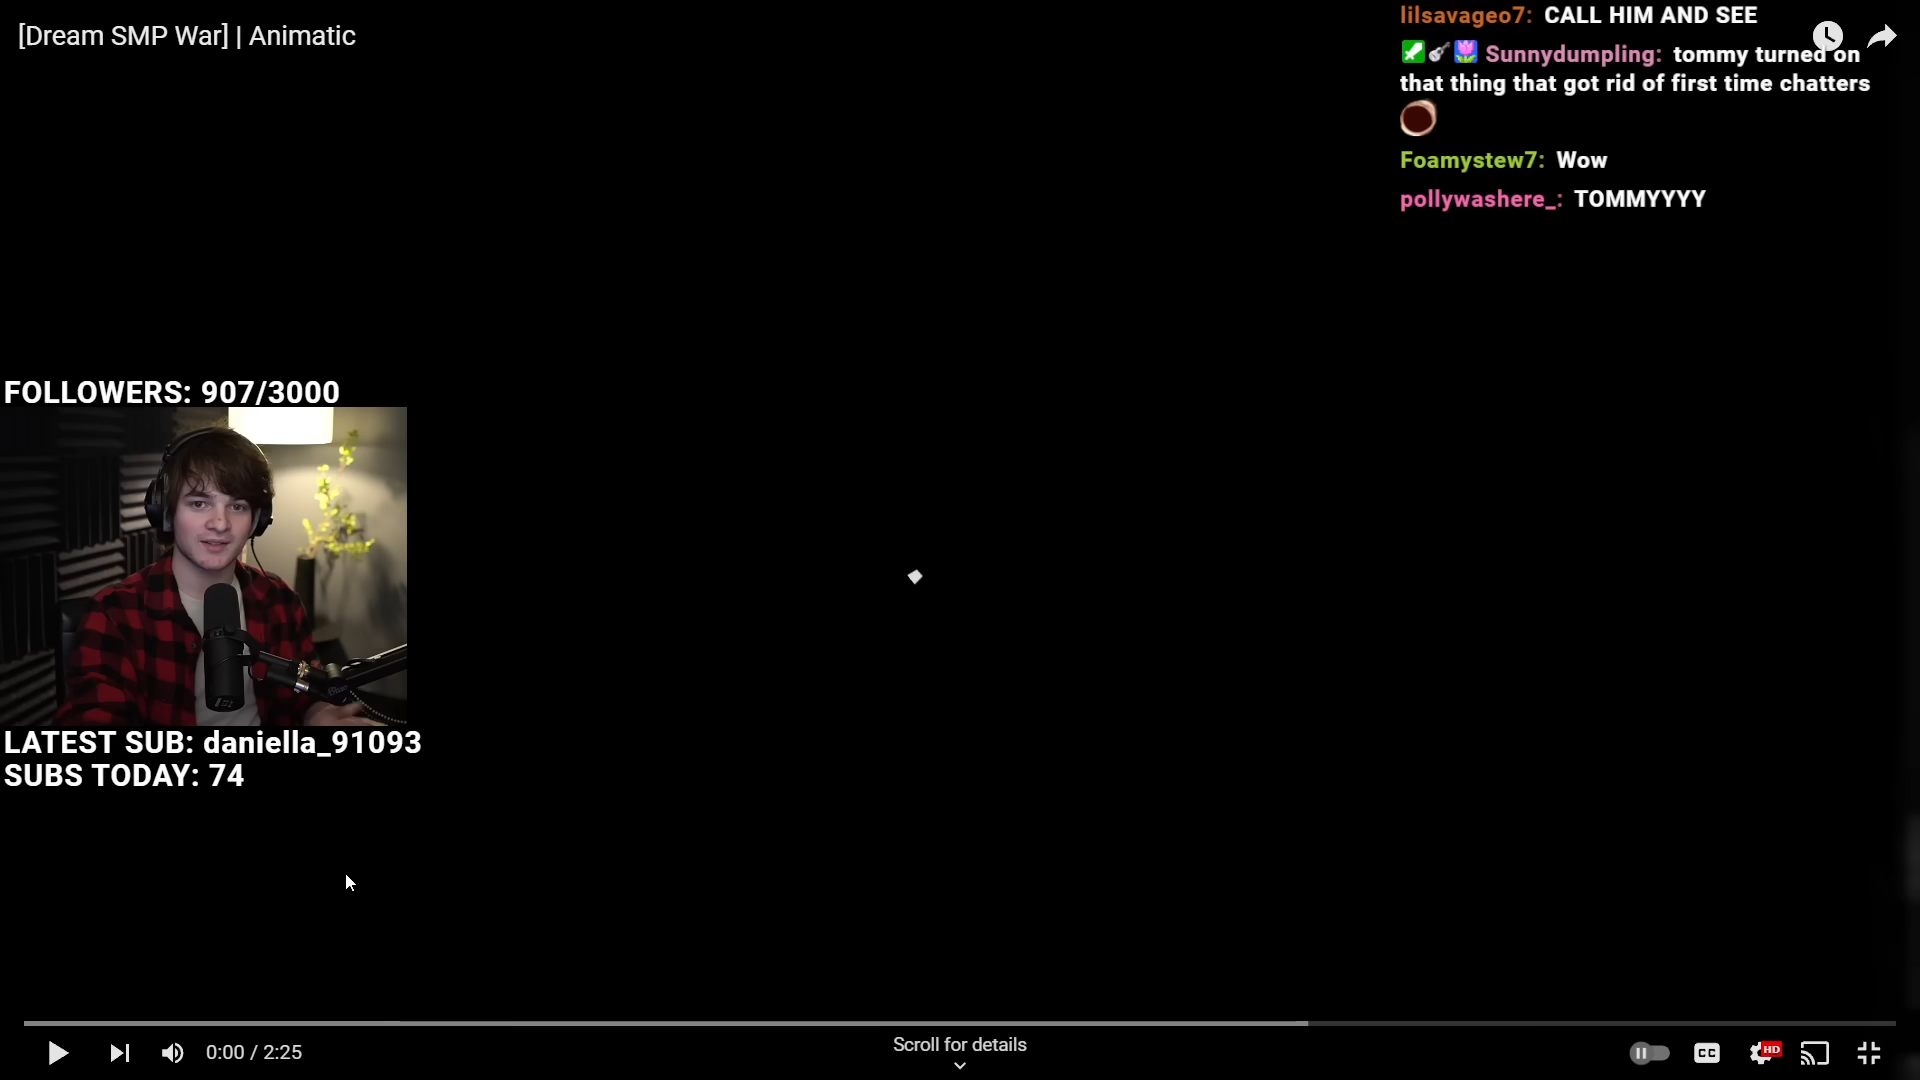 [Dream SMP War] | Animatic
lilsavageo7: CALL HIM AND SEE
Sunnydumpling: tommy turned on
that thing that got rid of first time chatters
Foamystew7: Wow
pollywashere_: TOMMYYYY
FOLLOWERS: 907/3000
LATEST SUB: daniella_91093
SUBS TODAY: 74
0:00 / 2:25
Scroll for details
CC
HD